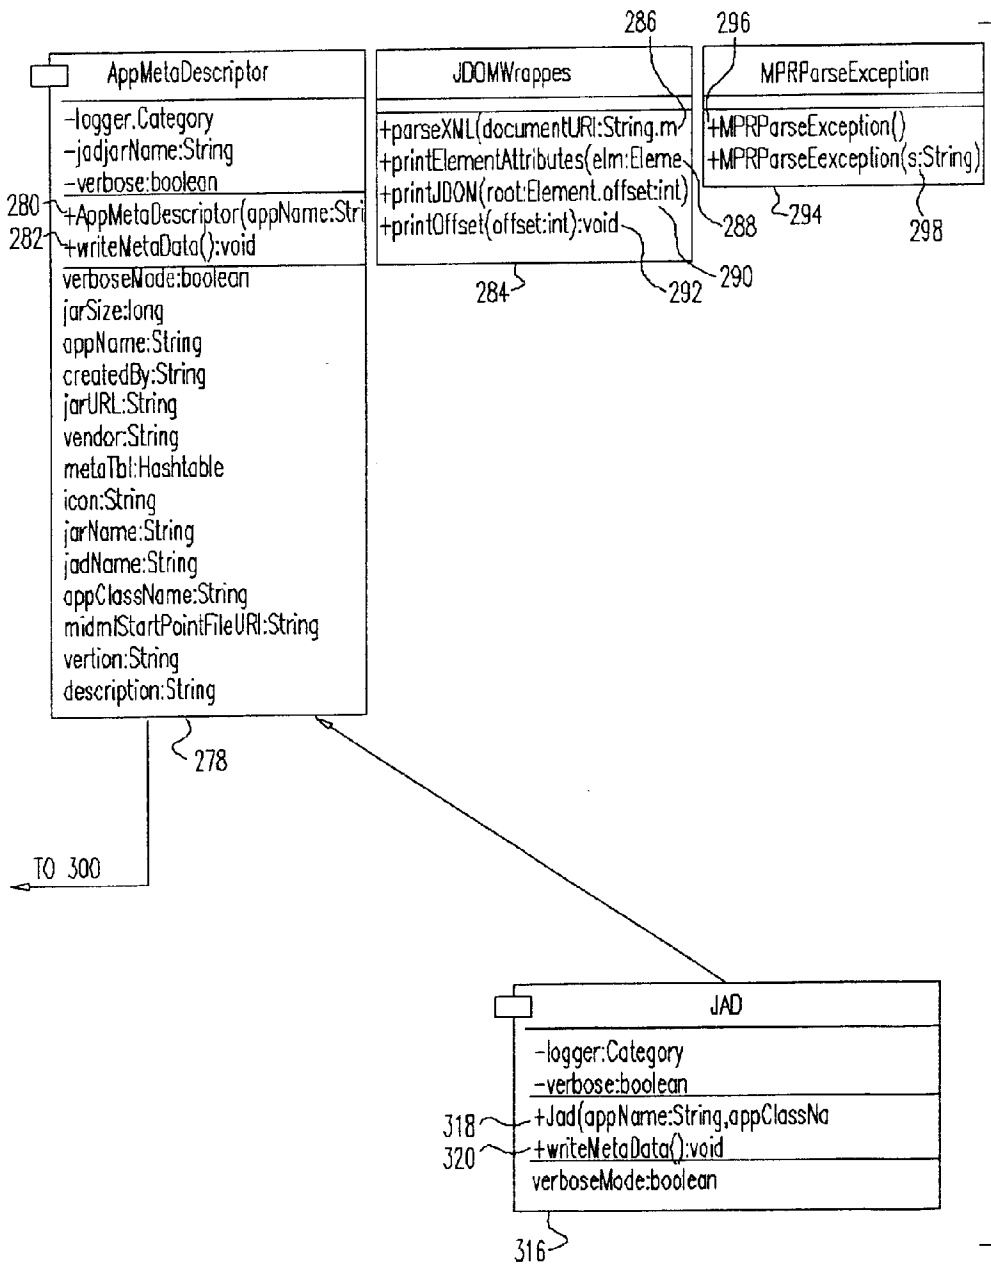 286
296
AppMetaDescriptor
-logger.Category
-jadjarName:String
-verbose:boolean
280
+AppMetaDescriptor(appName:Stri
282
+writeMetaData():void
verboseMode:boolean
jarSize:long
appName:String
createdBy:String
jarURL:String
vendor:String
metaTbl:Hashtable
icon:String
jarName:String
jadName:String
appClassName:String
midmlStartPointFileURI:String
vertion:String
description:String
278
TO 300
JDOMWrappes
+parseXML(documentURI:String.m
+printElementAttributes(elm:Eleme
+printJDON(root:Element.offset:int)
+printOffset(offset:int):void
284
292
290
288
MPRParseException
+MPRParseException()
+MPRParseEexception(s:String)
294
298
JAD
-logger:Category
-verbose:boolean
318
+Jad(appName:String,appClassNa
320
+writeMetaData():void
verboseMode:boolean
316